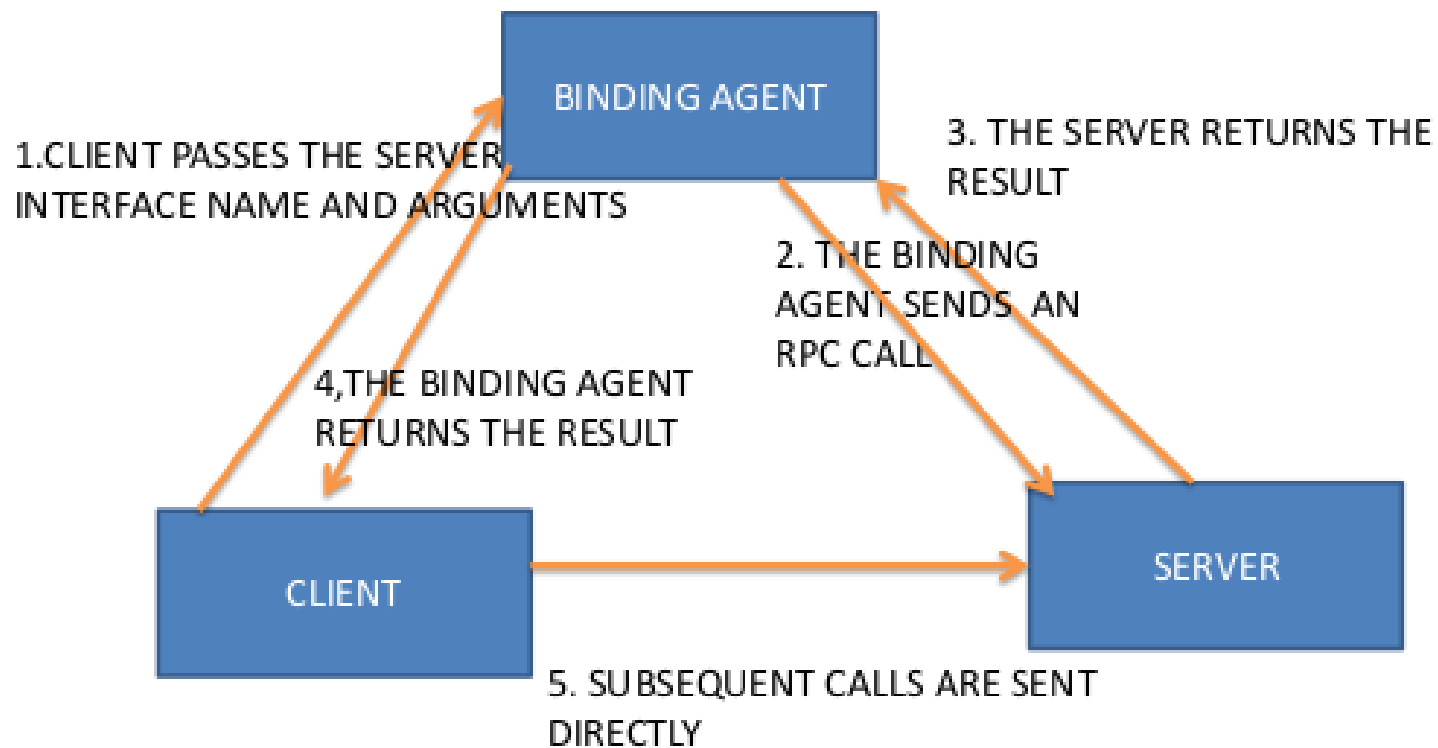 BINDING AGENT
1.CLIENT PASSES THE SERVER
INTERFACE NAME AND ARGUMENTS
3. THE SERVER RETURNS THE
RESULT
2. THE BINDING
AGENT SENDS AN
RPC CALL
4,THE BINDING AGENT
RETURNS THE RESULT
CLIENT
SERVER
5. SUBSEQUENT CALLS ARE SENT
DIRECTLY